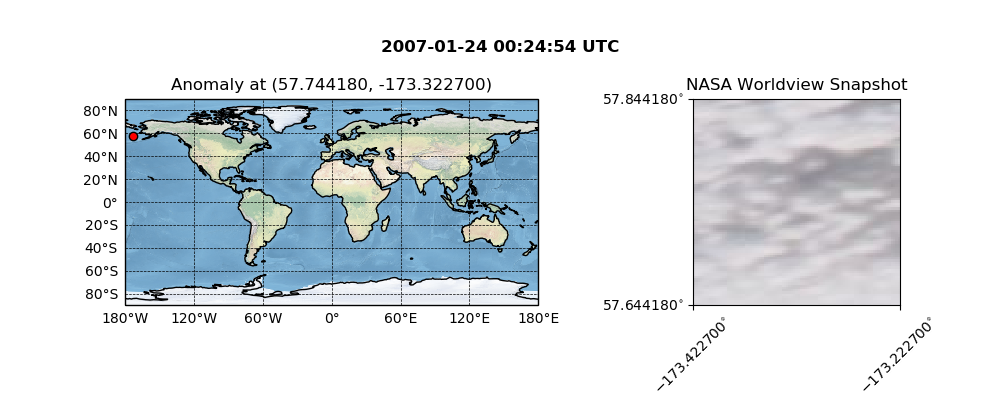 2007-01-24 00:24:54 UTC
Anomaly at (57.744180, -173.322700)
80°N
60°N
40°N
20°N
0°
20°S
40°S
60°S
80°S
180°W 120°W 60°W 0° 60°E 120°E 180°E
NASA Worldview Snapshot
57.844180°
57.644180°
−173.422700°
−173.222700°